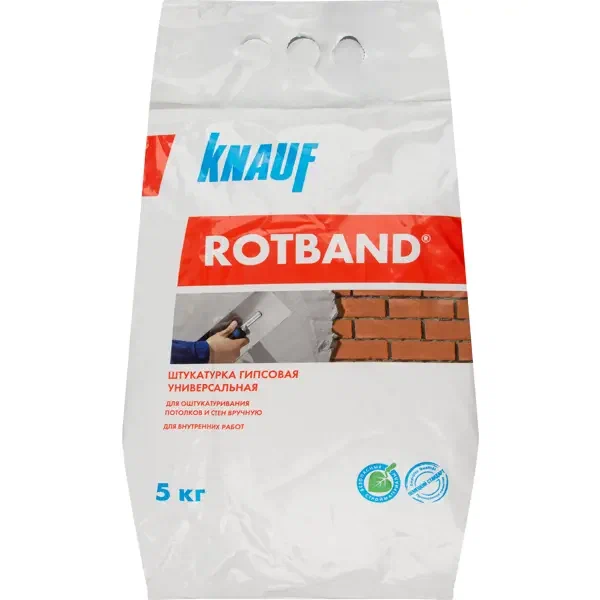 KNAUF
ROTBAND®
ШТУКАТУРКА ГИПСОВАЯ
УНИВЕРСАЛЬНАЯ
ДЛЯ ОШТУКАТУРИВАНИЯ
ПОТОЛКОВ И СТЕН ВРУЧНУЮ
ДЛЯ ВНУТРЕННИХ РАБОТ
5 кг